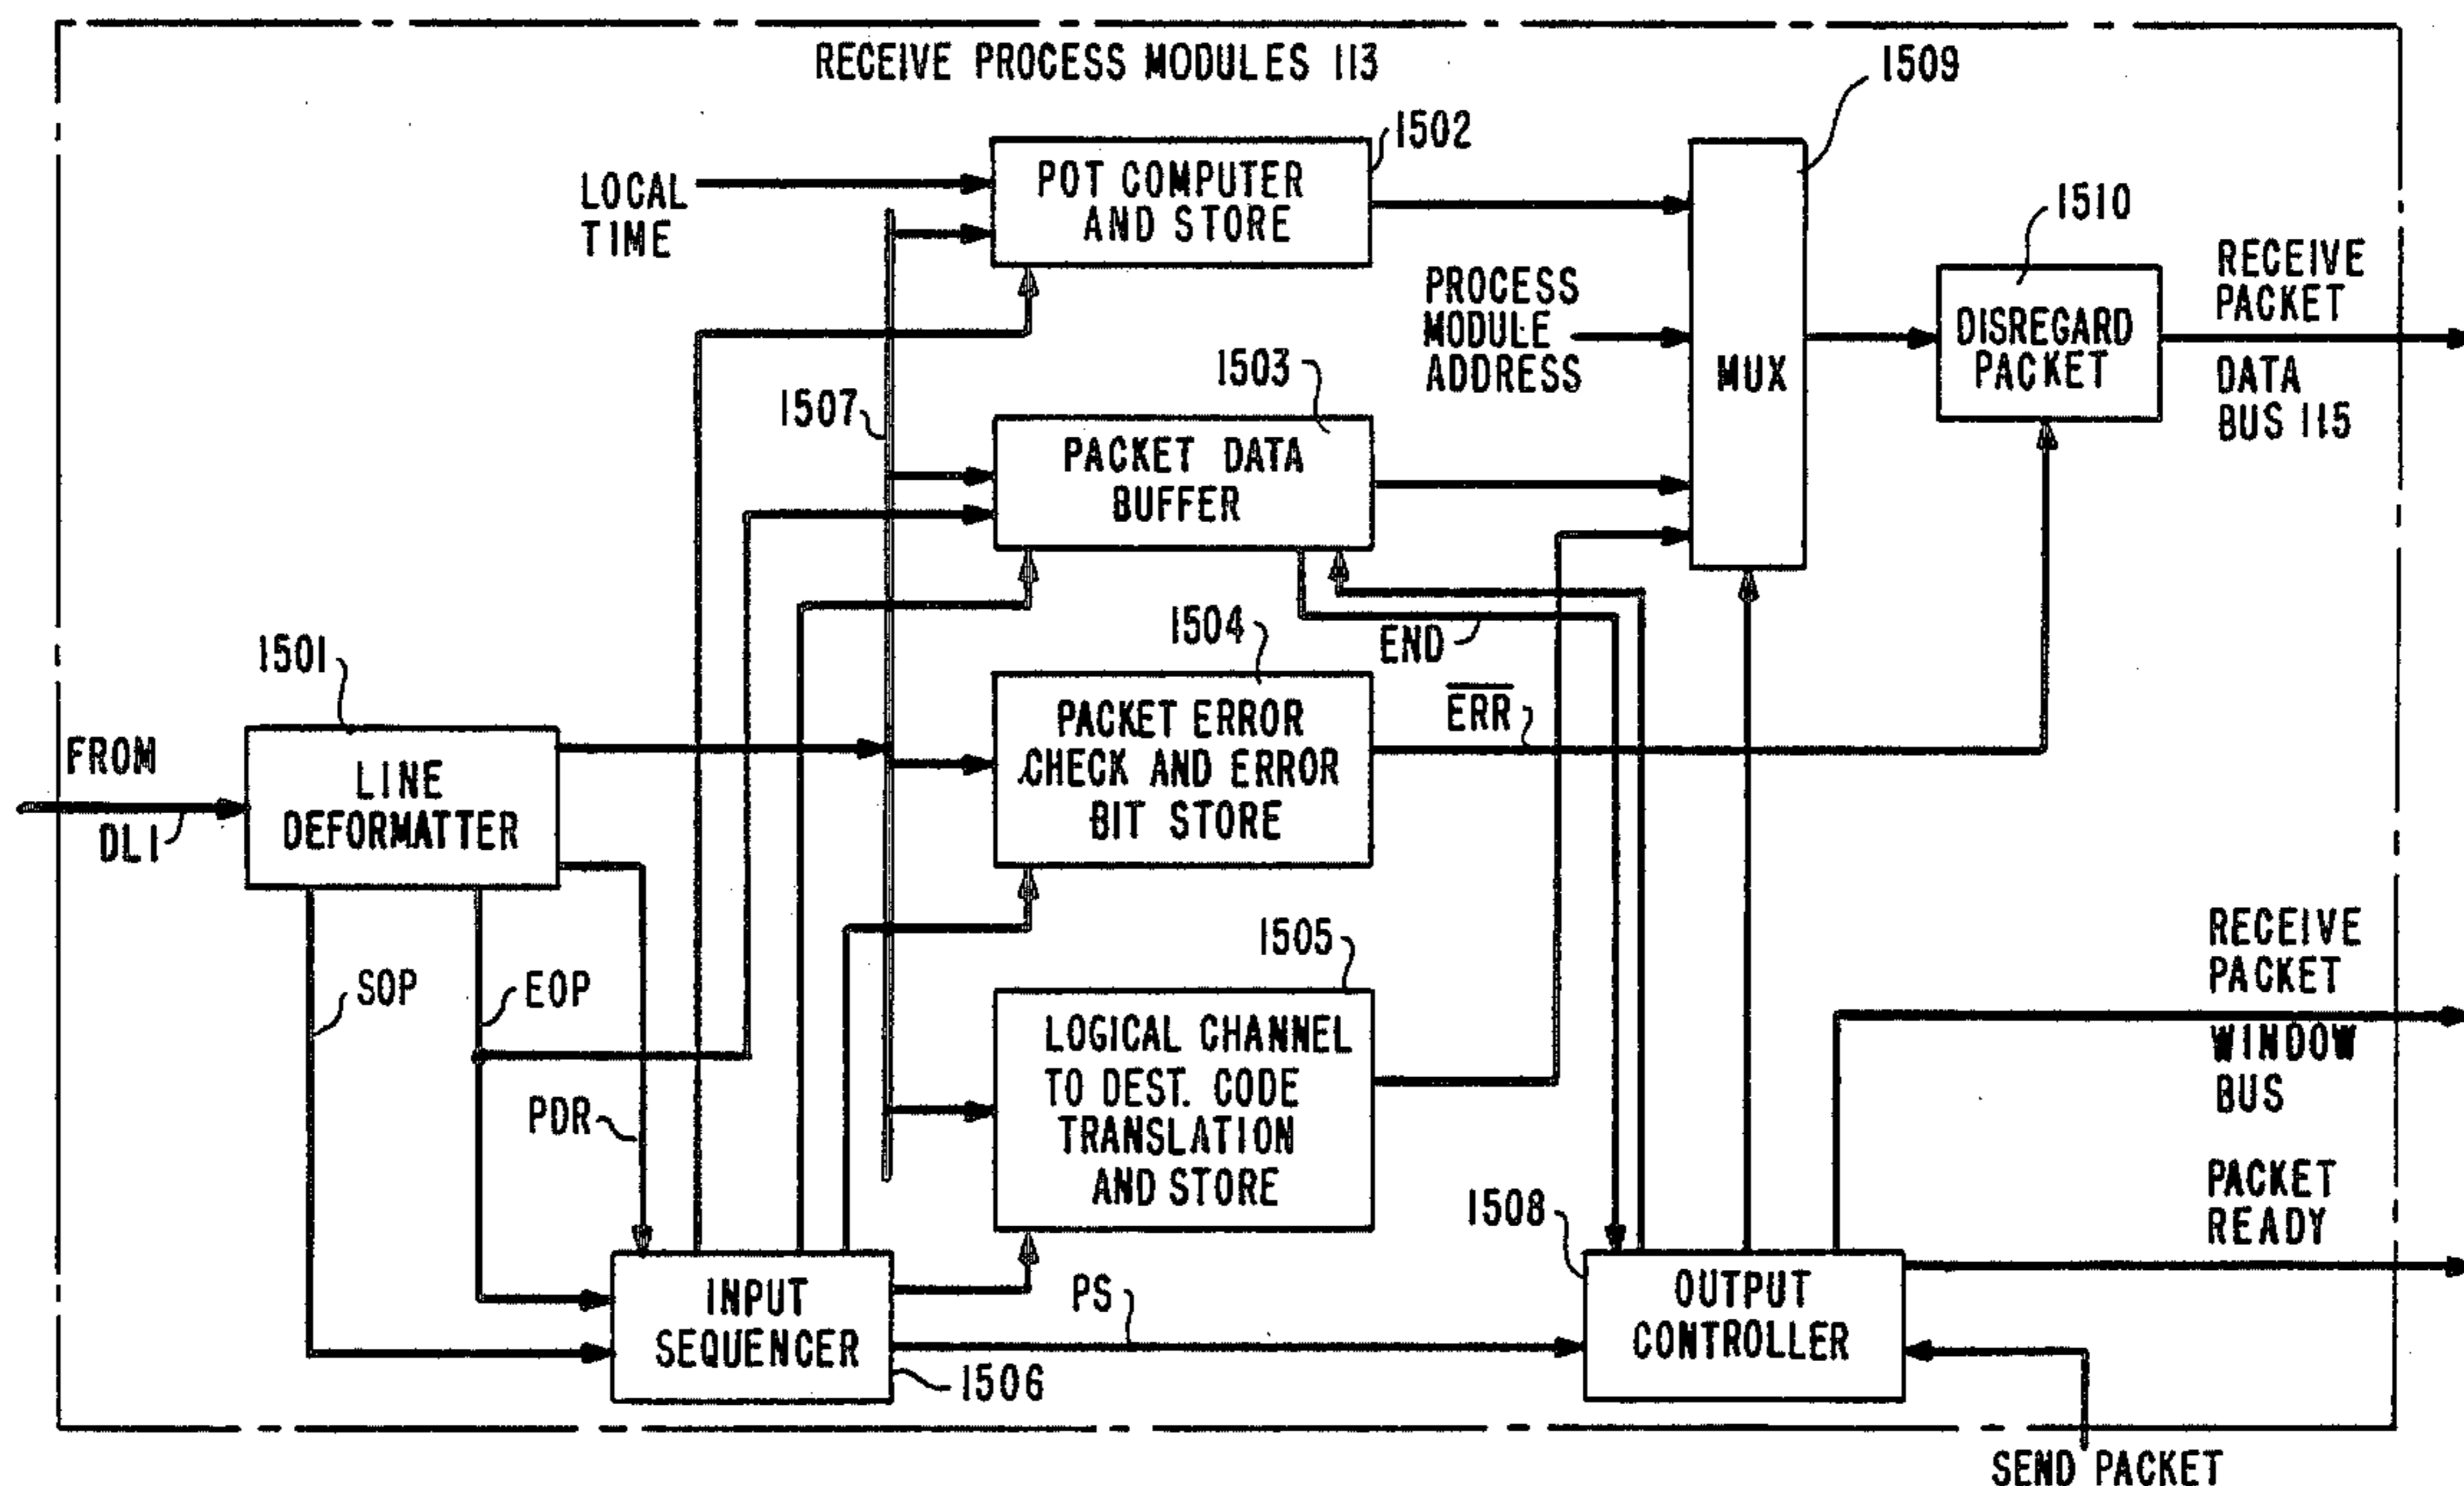 RECEIVE PROCESS MODULES 113
1509
1502
POT COMPUTER
AND STORE
LOCAL
TIME
1510
RECEIVE
PACKET
DATA
BUS 115
PROCESS
MODULE
ADDRESS
MUX
DISREGARD
PACKET
1503
1507
PACKET DATA
BUFFER
END
1504
1501
PACKET ERROR
CHECK AND ERROR
BIT STORE
ERR
FROM
DLI
LINE
DEFORMATTER
1505
SOP
EOP
PDR
LOGICAL CHANNEL
TO DEST. CODE
TRANSLATION
AND STORE
RECEIVE
PACKET
WINDOW
BUS
PACKET
READY
1508
INPUT
SEQUENCER
1506
PS
OUTPUT
CONTROLLER
SEND PACKET